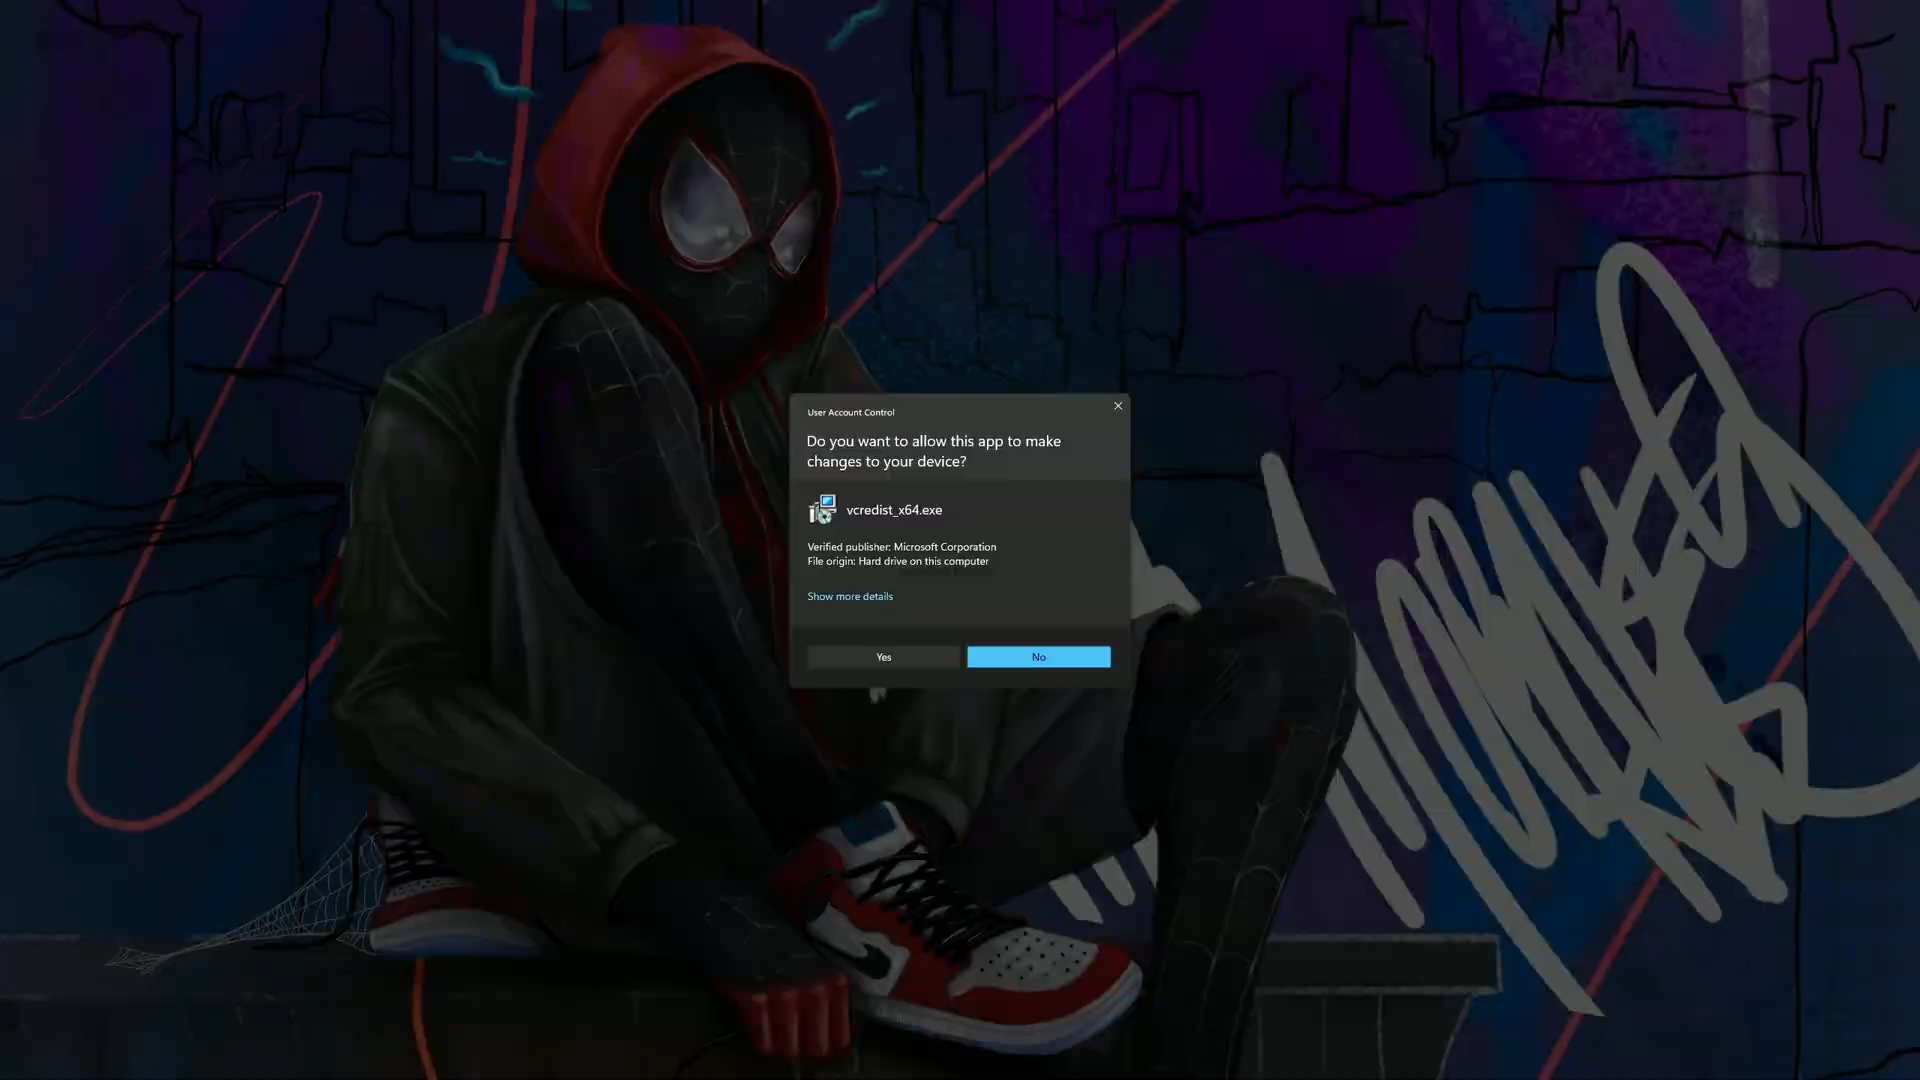 User Account Control
Do you want to allow this app to make
changes to your device?
vcredist_x64.exe
Verified publisher: Microsoft Corporation
File origin: Hard drive on this computer
Show more details
Yes
No